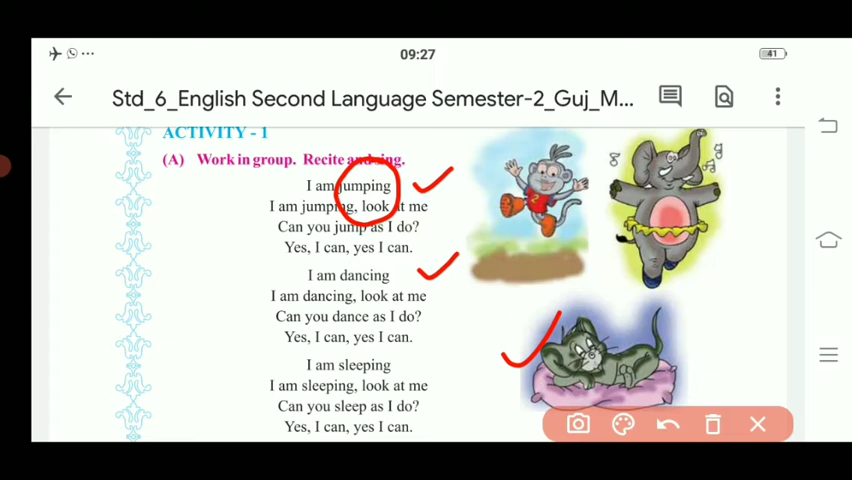 09:27
41
Std_6_English Second Language Semester-2_Guj_M...
ACTIVITY - 1
(A) Work in group. Recite and sing.
I am jumping
I am jumping, look at me
Can you jump as I do?
Yes, I can, yes I can.
I am dancing
I am dancing, look at me
Can you dance as I do?
Yes, I can, yes I can.
I am sleeping
I am sleeping, look at me
Can you sleep as I do?
Yes, I can, yes I can.